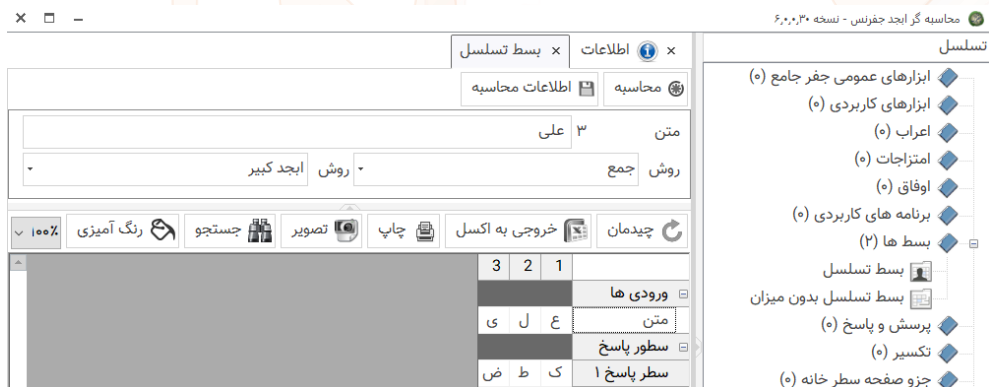 محاسبه گر ابجد جفرنس - نسخه ۶,۰,۰,۳۰
تسلسل
ابزارهای عمومی جفر جامع (۰)
ابزارهای کاربردی (۰)
اعراب (۰)
امتزاجات (۰)
اوفاق (۰)
برنامه های کاربردی (۰)
بسط ها (۲)
بسط تسلسل
بسط تسلسل بدون میزان
پرسش و پاسخ (۰)
تکسیر (۰)
جزو صفحه سطر خانه (۰)
اطلاعات
بسط تسلسل
محاسبه
اطلاعات محاسبه
متن ۳ علی
روش جمع روش ابجد کبیر
چیدمان خروجی به اکسل چاپ تصویر جستجو رنگ آمیزی ۱۰۰٪
1 2 3
ورودی ها
متن ع ل ی
سطور پاسخ
سطر پاسخ ۱ ک ط ض